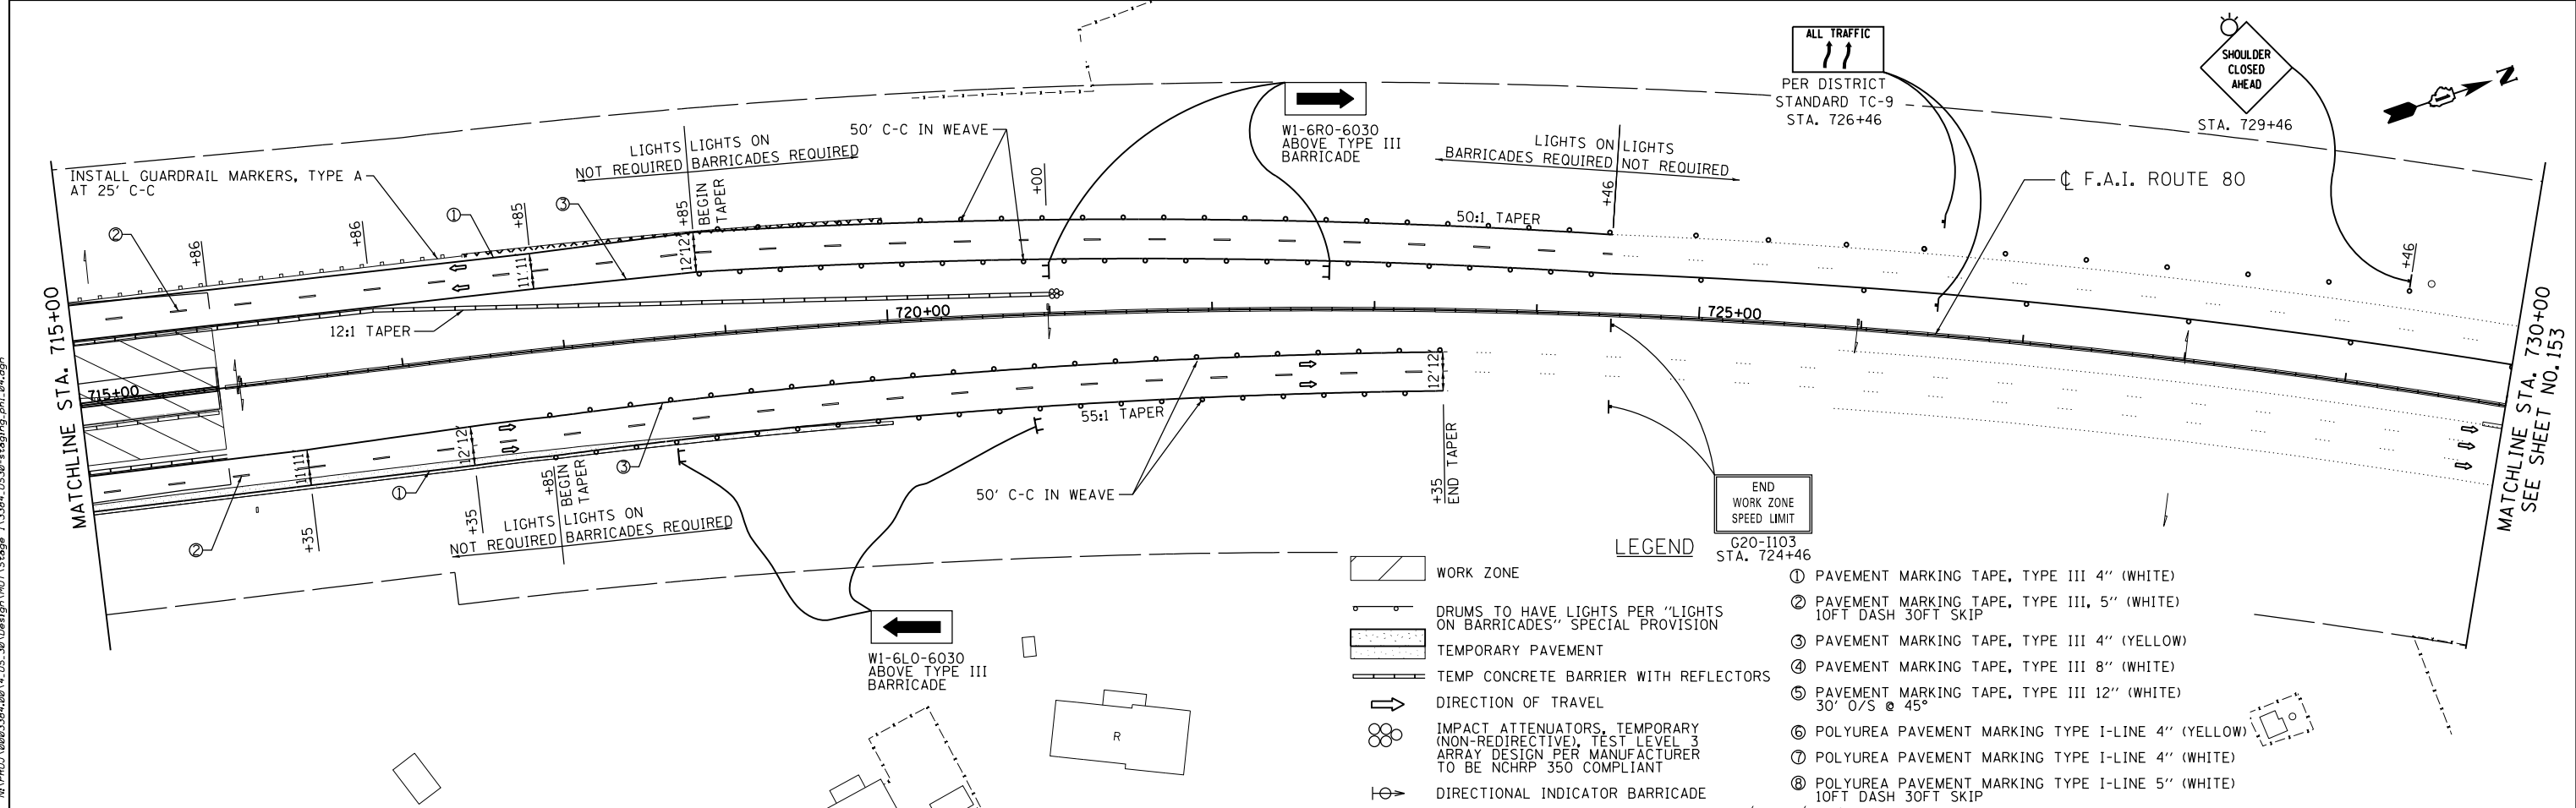 ALL TRAFFIC
PER DISTRICT
STANDARD TC-9
STA. 726+46
SHOULDER
CLOSED
AHEAD
STA. 729+46
N
W1-6RO-6030
ABOVE TYPE III
BARRICADE
50' C-C IN WEAVE
LIGHTS LIGHTS ON
NOT REQUIRED BARRICADES REQUIRED
LIGHTS ON LIGHTS
BARRICADES REQUIRED NOT REQUIRED
INSTALL GUARDRAIL MARKERS, TYPE A
AT 25' C-C
℄ F.A.I. ROUTE 80
MATCHLINE STA. 715+00
② +86
+86
① +85
③
+85
BEGIN
TAPER
+00
50:1 TAPER
+46
+46
11' 11'
12' 12'
12:1 TAPER
715+00
720+00
725+00
MATCHLINE STA. 730+00
SEE SHEET NO. 153
11' 11'
12' 12'
12' 12'
55:1 TAPER
②
+35
①
+35
+85
BEGIN
TAPER
③
LIGHTS LIGHTS ON
NOT REQUIRED BARRICADES REQUIRED
50' C-C IN WEAVE
+35
END TAPER
END
WORK ZONE
SPEED LIMIT
G20-I103
STA. 724+46
W1-6LO-6030
ABOVE TYPE III
BARRICADE
R
LEGEND
WORK ZONE
DRUMS TO HAVE LIGHTS PER "LIGHTS
ON BARRICADES" SPECIAL PROVISION
TEMPORARY PAVEMENT
TEMP CONCRETE BARRIER WITH REFLECTORS
DIRECTION OF TRAVEL
IMPACT ATTENUATORS, TEMPORARY
(NON-REDIRECTIVE), TEST LEVEL 3
ARRAY DESIGN PER MANUFACTURER
TO BE NCHRP 350 COMPLIANT
DIRECTIONAL INDICATOR BARRICADE
① PAVEMENT MARKING TAPE, TYPE III 4" (WHITE)
② PAVEMENT MARKING TAPE, TYPE III, 5" (WHITE)
10FT DASH 30FT SKIP
③ PAVEMENT MARKING TAPE, TYPE III 4" (YELLOW)
④ PAVEMENT MARKING TAPE, TYPE III 8" (WHITE)
⑤ PAVEMENT MARKING TAPE, TYPE III 12" (WHITE)
30' O/S @ 45°
⑥ POLYUREA PAVEMENT MARKING TYPE I-LINE 4" (YELLOW)
⑦ POLYUREA PAVEMENT MARKING TYPE I-LINE 4" (WHITE)
⑧ POLYUREA PAVEMENT MARKING TYPE I-LINE 5" (WHITE)
10FT DASH 30FT SKIP